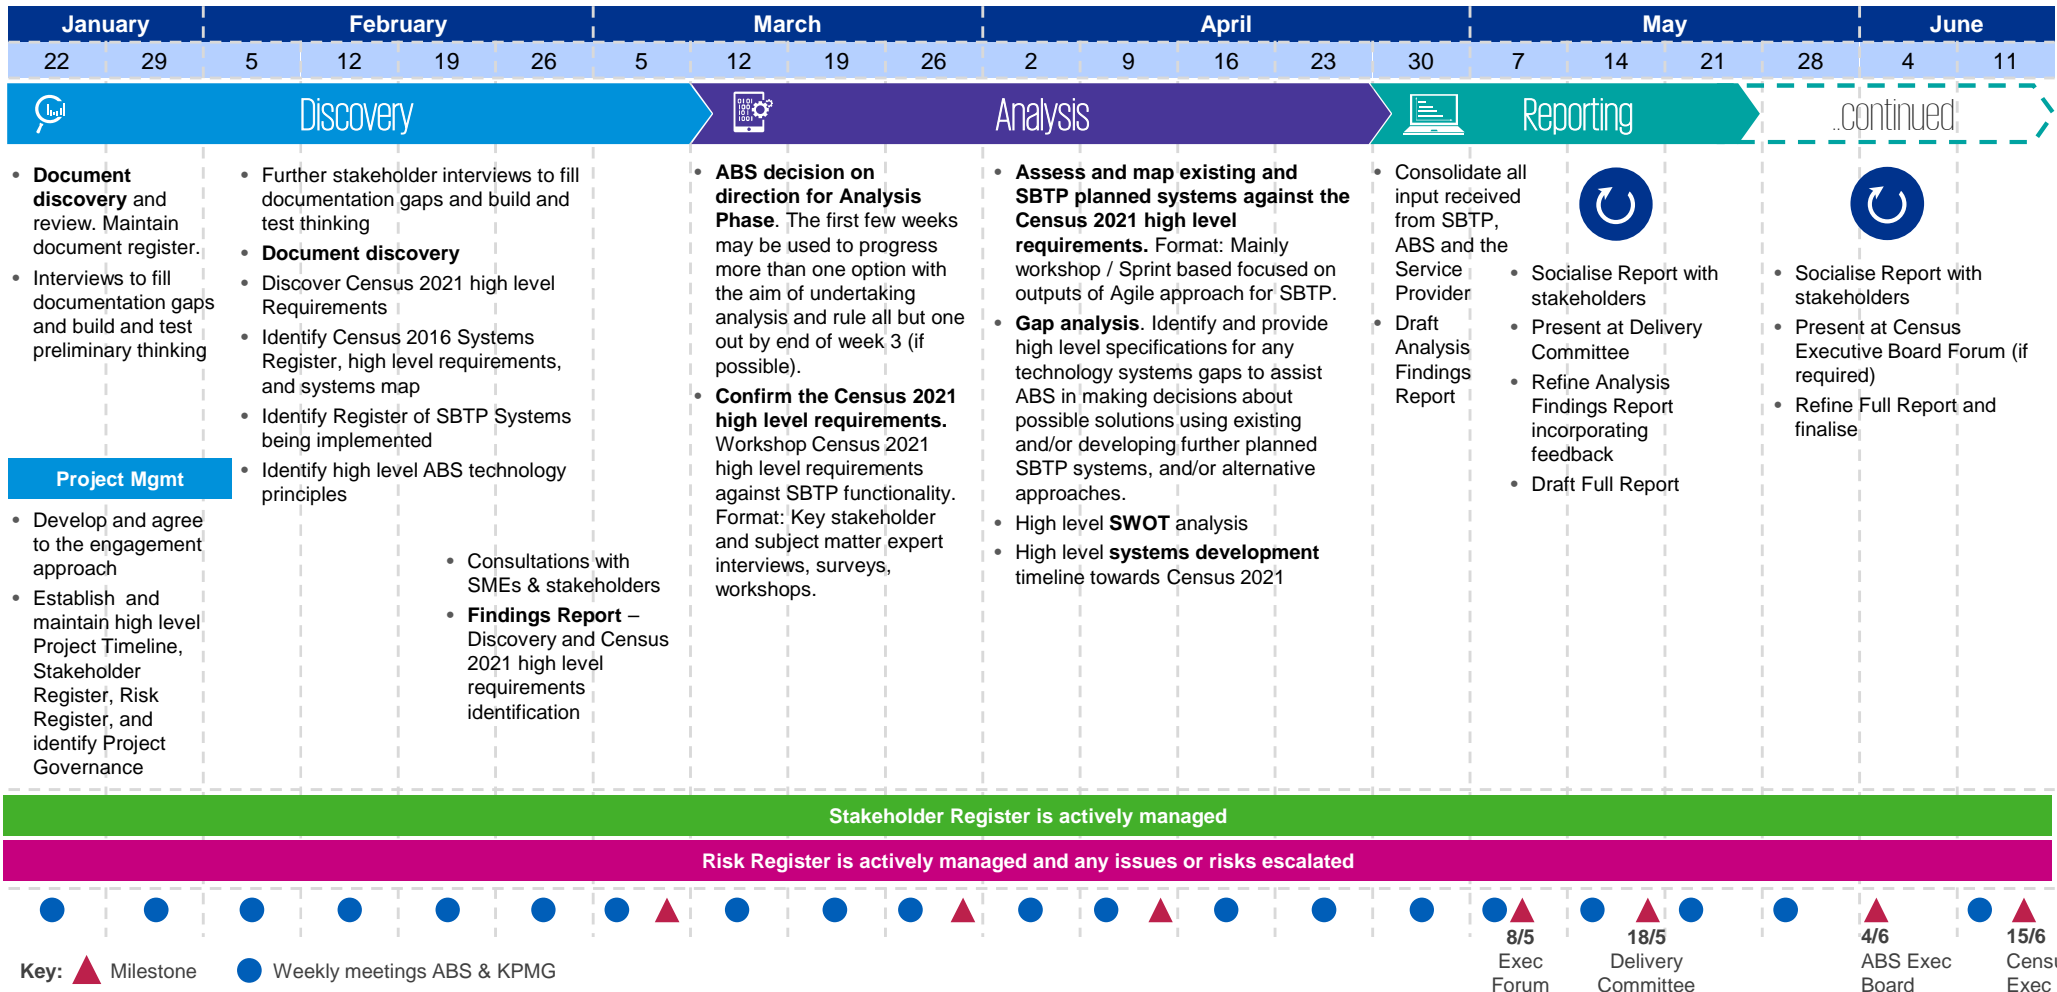 January February March April May June
22 29 5 12 19 26 5 12 19 26 2 9 16 23 30 7 14 21 28 4 11
Discovery
Analysis
Reporting
..continued
• Document
discovery and
review. Maintain
document register.
• Interviews to fill
documentation gaps
and build and test
preliminary thinking
Project Mgmt
• Develop and agree
to the engagement
approach
• Establish and
maintain high level
Project Timeline,
Stakeholder
Register, Risk
Register, and
identify Project
Governance
• Further stakeholder interviews to fill
documentation gaps and build and
test thinking
• Document discovery
• Discover Census 2021 high level
Requirements
• Identify Census 2016 Systems
Register, high level requirements,
and systems map
• Identify Register of SBTP Systems
being implemented
• Identify high level ABS technology
principles
• Consultations with
SMEs & stakeholders
• Findings Report –
Discovery and Census
2021 high level
requirements
identification
• ABS decision on
direction for Analysis
Phase. The first few weeks
may be used to progress
more than one option with
the aim of undertaking
analysis and rule all but one
out by end of week 3 (if
possible).
• Confirm the Census 2021
high level requirements.
Workshop Census 2021
high level requirements
against SBTP functionality.
Format: Key stakeholder
and subject matter expert
interviews, surveys,
workshops.
• Assess and map existing and
SBTP planned systems against the
Census 2021 high level
requirements. Format: Mainly
workshop / Sprint based focused on
outputs of Agile approach for SBTP.
• Gap analysis. Identify and provide
high level specifications for any
technology systems gaps to assist
ABS in making decisions about
possible solutions using existing
and/or developing further planned
SBTP systems, and/or alternative
approaches.
• High level SWOT analysis
• High level systems development
timeline towards Census 2021
• Consolidate all
input received
from SBTP,
ABS and the
Service
Provider
• Draft
Analysis
Findings
Report
• Socialise Report with
stakeholders
• Present at Delivery
Committee
• Refine Analysis
Findings Report
incorporating
feedback
• Draft Full Report
• Socialise Report with
stakeholders
• Present at Census
Executive Board Forum (if
required)
• Refine Full Report and
finalise
Stakeholder Register is actively managed
Risk Register is actively managed and any issues or risks escalated
8/5
Exec
Forum
18/5
Delivery
Committee
4/6
ABS Exec
Board
15/6
Censu
Exec
Key: Milestone Weekly meetings ABS & KPMG